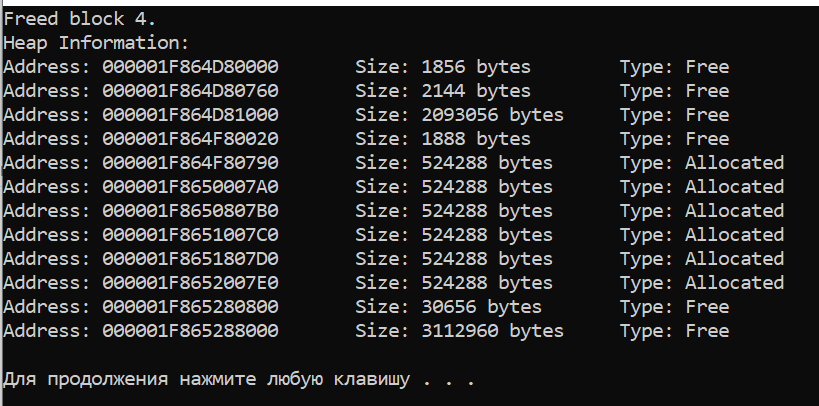 Freed block 4.
Heap Information:
Address: 000001F864D80000 Size: 1856 bytes Type: Free
Address: 000001F864D80760 Size: 2144 bytes Type: Free
Address: 000001F864D81000 Size: 2093056 bytes Type: Free
Address: 000001F864F80020 Size: 1888 bytes Type: Free
Address: 000001F864F80790 Size: 524288 bytes Type: Allocated
Address: 000001F8650007A0 Size: 524288 bytes Type: Allocated
Address: 000001F8650807B0 Size: 524288 bytes Type: Allocated
Address: 000001F8651007C0 Size: 524288 bytes Type: Allocated
Address: 000001F8651807D0 Size: 524288 bytes Type: Allocated
Address: 000001F8652007E0 Size: 524288 bytes Type: Allocated
Address: 000001F865280800 Size: 30656 bytes Type: Free
Address: 000001F865288000 Size: 3112960 bytes Type: Free
Для продолжения нажмите любую клавишу . . .